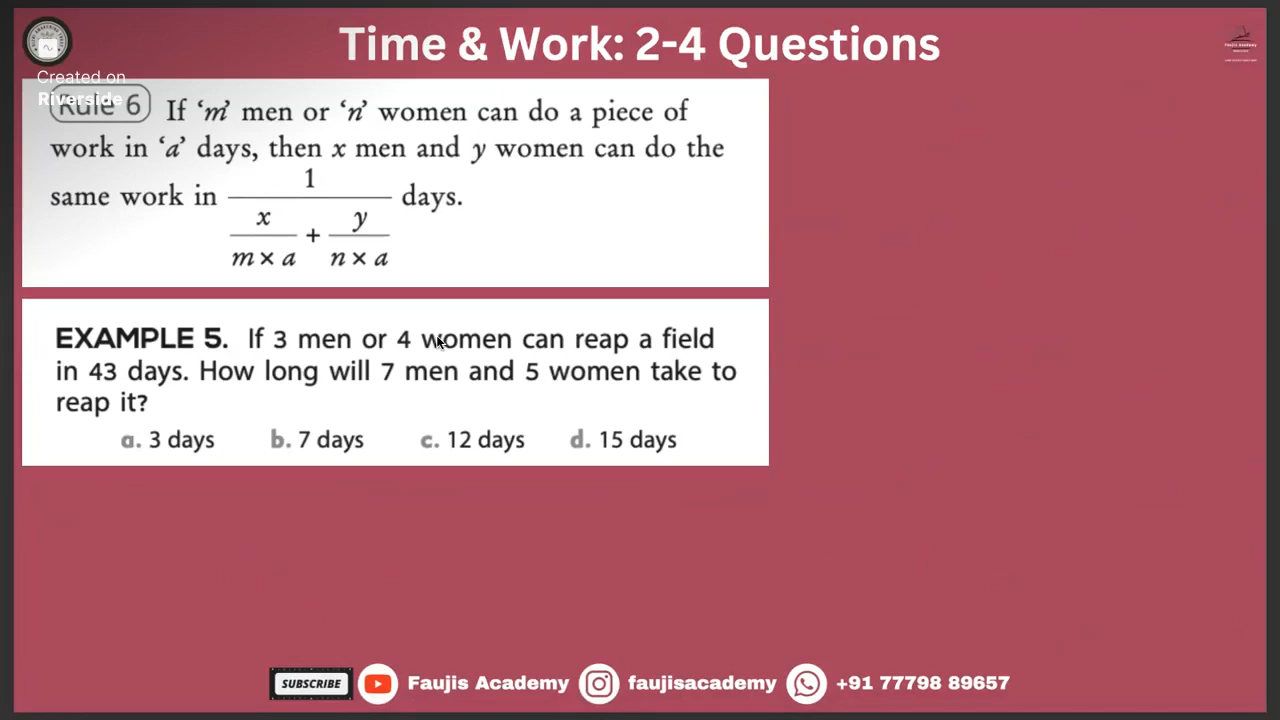 Time & Work: 2-4 Questions
Created on
Riverside
Rule 6 If ‘m’ men or ‘n’ women can do a piece of
work in ‘a’ days, then x men and y women can do the
same work in 1 / (x / (m × a) + y / (n × a)) days.
EXAMPLE 5. If 3 men or 4 women can reap a field
in 43 days. How long will 7 men and 5 women take to
reap it?
a. 3 days b. 7 days c. 12 days d. 15 days
SUBSCRIBE Faujis Academy faujisacademy +91 77798 89657